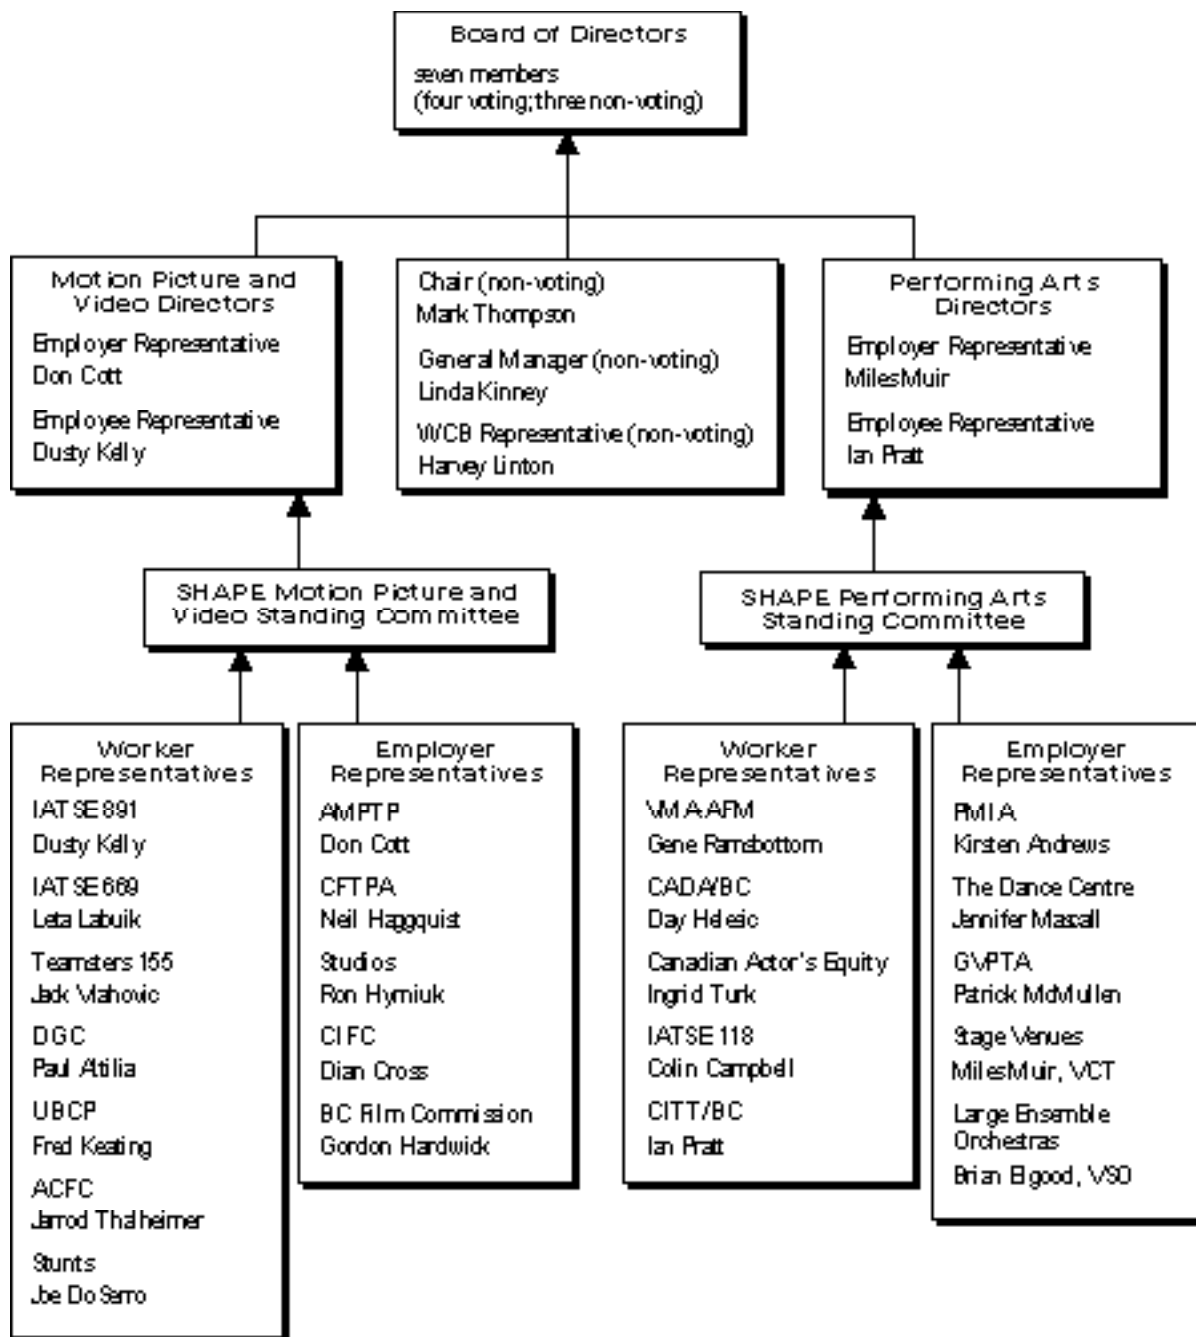 Board of Directors
seven members
(four voting; three non-voting)
Motion Picture and
Video Directors
Employer Representative
Don Cott
Employee Representative
Dusty Kelly
Chair (non-voting)
Mark Thompson
General Manager (non-voting)
Linda Kinney
WCB Representative (non-voting)
Harvey Linton
Performing Arts
Directors
Employer Representative
Miles Muir
Employee Representative
Ian Pratt
SHAPE Motion Picture and
Video Standing Committee
SHAPE Performing Arts
Standing Committee
Worker
Representatives
IATSE 891
Dusty Kelly
IATSE 669
Leta Labuik
Teamsters 155
Jack Vlahovic
DGC
Paul Attilia
UBCP
Fred Keating
ACFC
Jarrod Thalheimer
Stunts
Joe Do Serro
Employer
Representatives
AMPTP
Don Cott
CFTPA
Neil Haggquist
Studios
Ron Hyrniuk
CIFC
Dian Cross
BC Film Commission
Gordon Hardwick
Worker
Representatives
VMA-AFM
Gene Ramsbottom
CADA/BC
Day Helesic
Canadian Actor's Equity
Ingrid Turk
IATSE 118
Colin Campbell
CITT/BC
Ian Pratt
Employer
Representatives
PMIA
Kirsten Andrews
The Dance Centre
Jennifer Mascall
GVPTA
Patrick McMullen
Stage Venues
Miles Muir, VCT
Large Ensemble
Orchestras
Brian Elgood, VSO